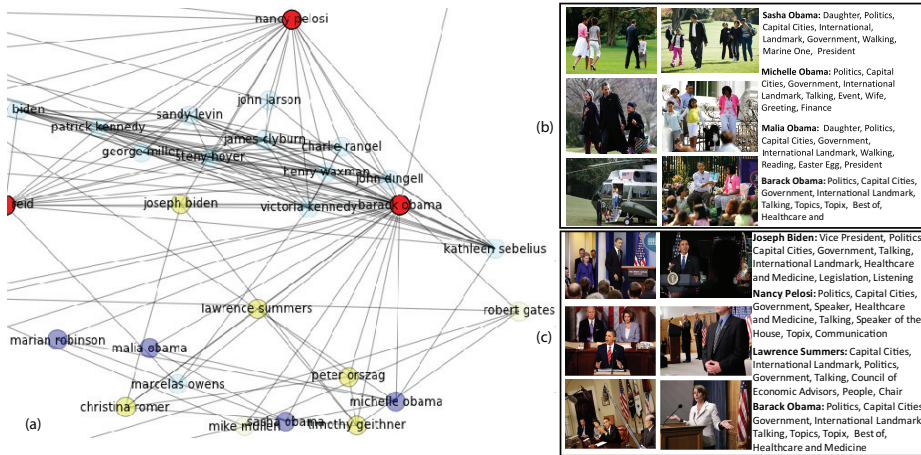 nancy pelosi
biden
john larson
sandy levin
patrick kennedy
james clyburn
george miller
charlie rangel
steny hoyer
henry waxman
john dingell
reid
joseph biden
victoria kennedy
barack obama
kathleen sebelius
lawrence summers
robert gates
marian robinson
malia obama
peter orszag
marcelas owens
michelle obama
christina romer
sasha obama
mike mullen
timothy geithner
(a)
(b)
Sasha Obama: Daughter, Politics,
Capital Cities, International,
Landmark, Government, Walking,
Marine One, President
Michelle Obama: Politics, Capital
Cities, Government, International
Landmark, Talking, Event, Wife,
Greeting, Finance
Malia Obama: Daughter, Politics,
Capital Cities, Government,
International Landmark, Walking,
Reading, Easter Egg, President
Barack Obama: Politics, Capital Cities,
Government, International Landmark,
Talking, Topics, Topix, Best of,
Healthcare and
(c)
Joseph Biden: Vice President, Politics,
Capital Cities, Government, Talking,
International Landmark, Healthcare
and Medicine, Legislation, Listening
Nancy Pelosi: Politics, Capital Cities,
Government, Speaker, Healthcare
and Medicine, Talking, Speaker of the
House, Topix, Communication
Lawrence Summers: Capital Cities,
International Landmark, Politics,
Government, Talking, Council of
Economic Advisors, People, Chair
Barack Obama: Politics, Capital Cities,
Government, International Landmark,
Talking, Topics, Topix, Best of,
Healthcare and Medicine